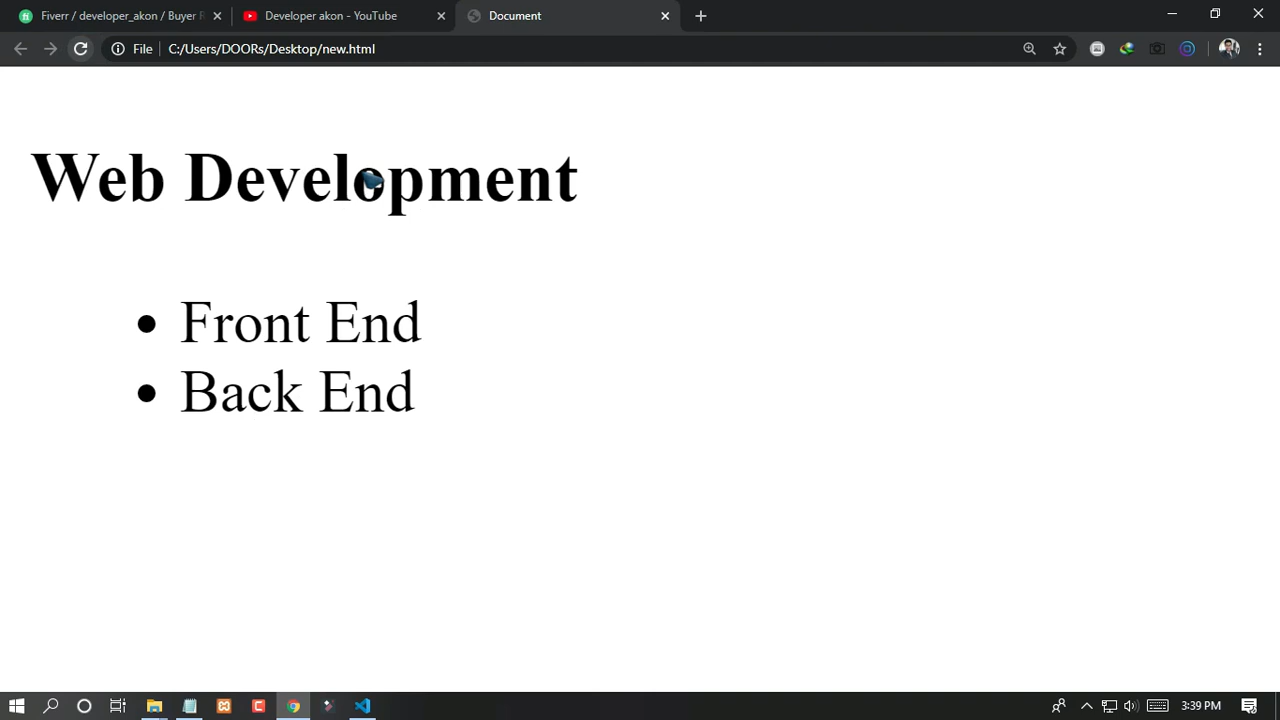 Fiverr / developer_akon / Buyer R
Developer akon - YouTube
Document
File
C:/Users/DOORs/Desktop/new.html
Web Development
• Front End
• Back End
3:39 PM